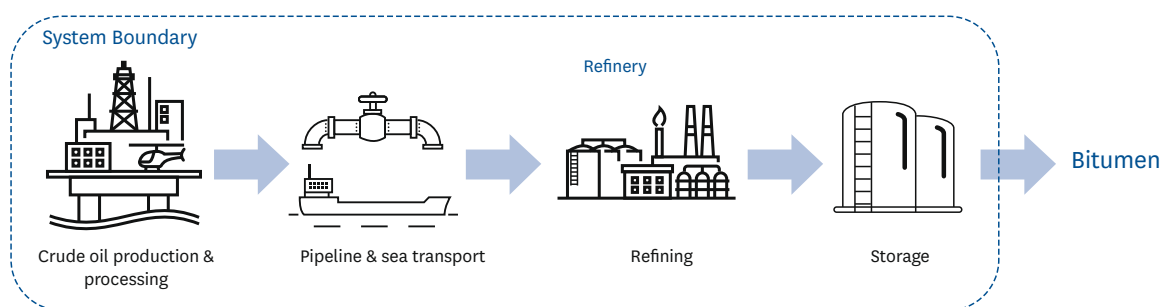 System Boundary
Refinery
Crude oil production &
processing
Pipeline & sea transport
Refining
Storage
Bitumen